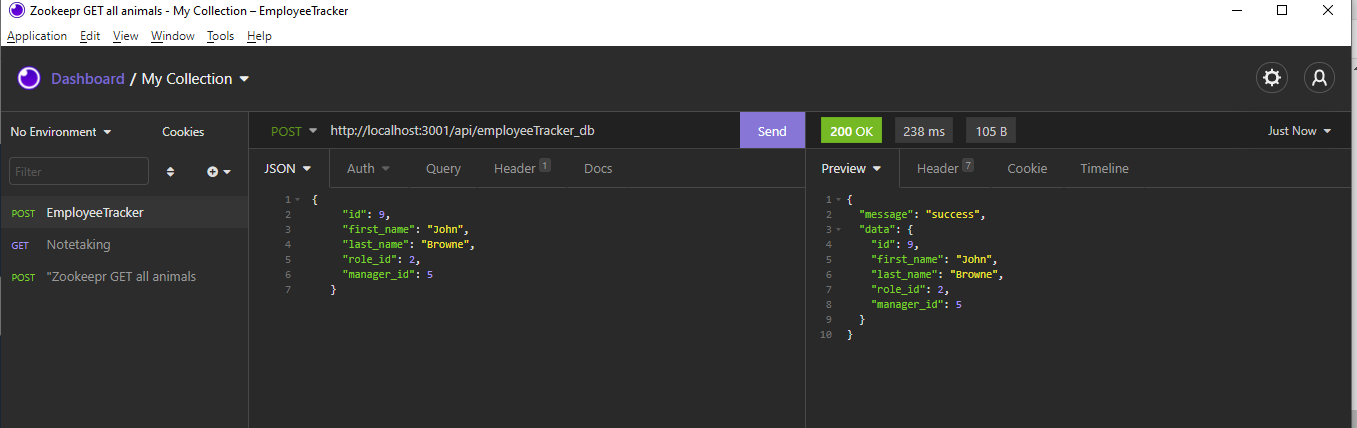 Zookeepr GET all animals - My Collection – EmployeeTracker
Application Edit View Window Tools Help
Dashboard / My Collection
No Environment Cookies
Filter
POST EmployeeTracker
GET Notetaking
POST "Zookeepr GET all animals
POST http://localhost:3001/api/employeeTracker_db Send
JSON Auth Query Header 1 Docs
1 {
2 "id": 9,
3 "first_name": "John",
4 "last_name": "Browne",
5 "role_id": 2,
6 "manager_id": 5
7 }
200 OK 238 ms 105 B Just Now
Preview Header 7 Cookie Timeline
1 {
2 "message": "success",
3 "data": {
4 "id": 9,
5 "first_name": "John",
6 "last_name": "Browne",
7 "role_id": 2,
8 "manager_id": 5
9 }
10 }